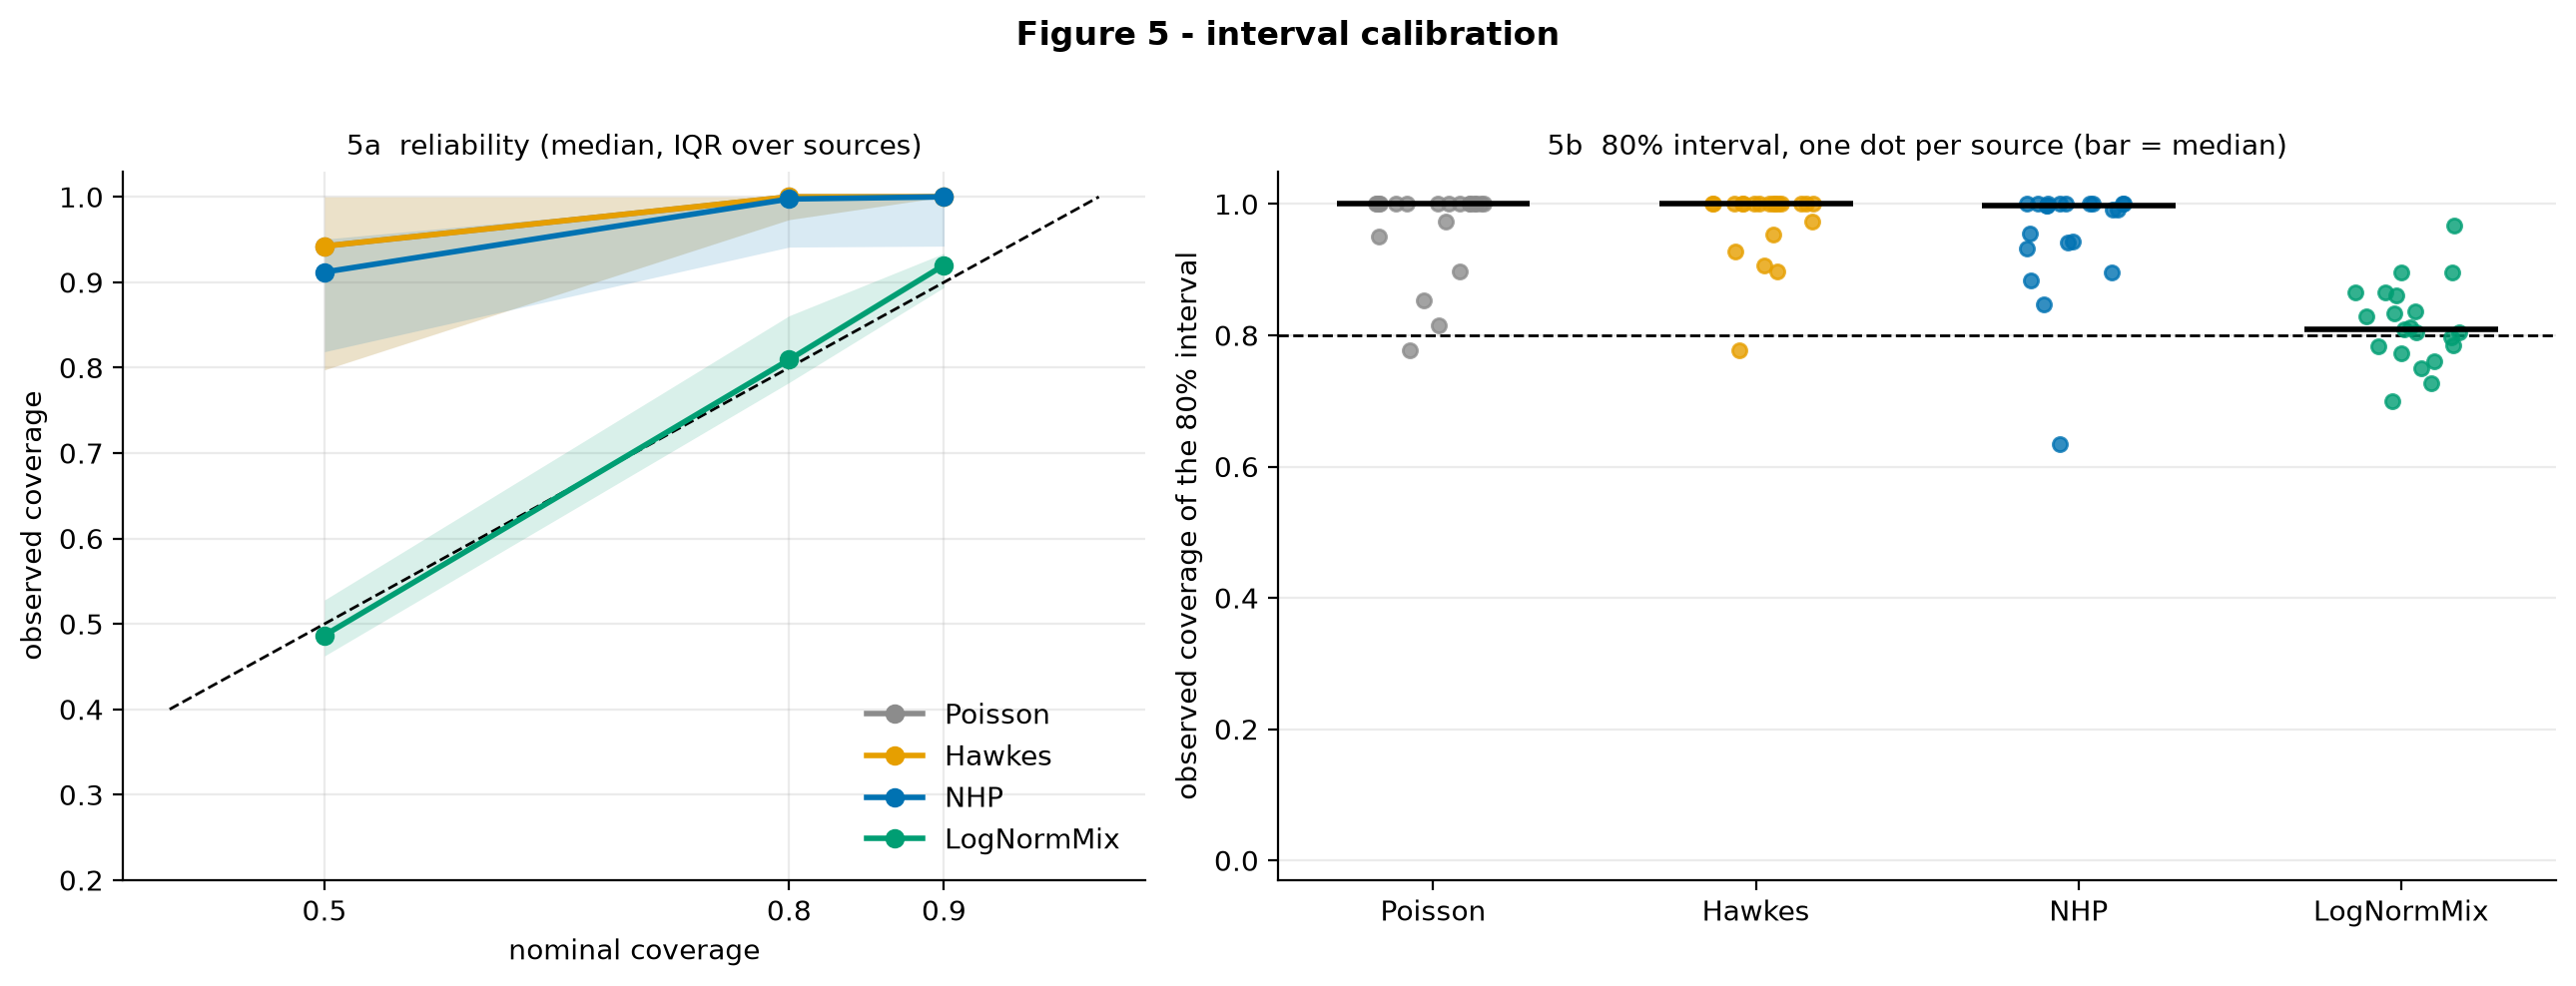 Figure 5 - interval calibration
5a  reliability (median, IQR over sources)
observed coverage
1.0
0.9
0.8
0.7
0.6
0.5
0.4
0.3
0.2
Poisson
Hawkes
NHP
LogNormMix
0.5
0.8
0.9
nominal coverage
5b  80% interval, one dot per source (bar = median)
observed coverage of the 80% interval
1.0
0.8
0.6
0.4
0.2
0.0
Poisson
Hawkes
NHP
LogNormMix